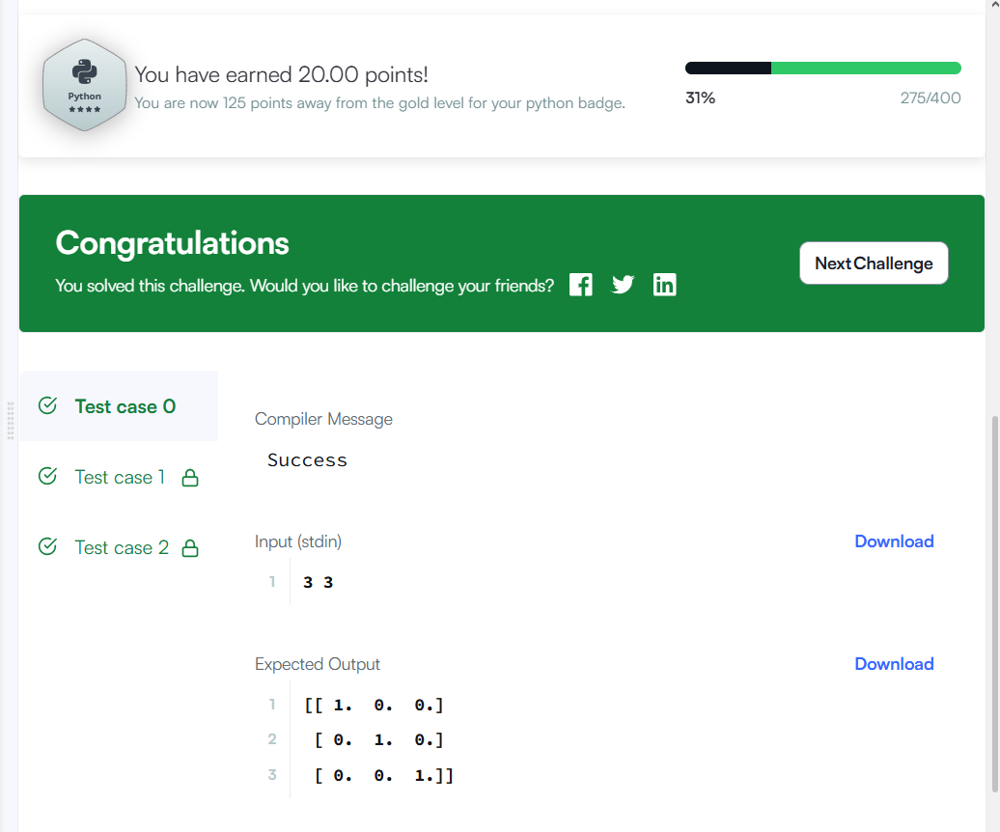 Python
You have earned 20.00 points!
You are now 125 points away from the gold level for your python badge.
31%
275/400
Congratulations
You solved this challenge. Would you like to challenge your friends?
Next Challenge
Test case 0
Test case 1
Test case 2
Compiler Message
Success
Input (stdin)
Download
1 3 3
Expected Output
Download
1 [[ 1.  0.  0.]
2  [ 0.  1.  0.]
3  [ 0.  0.  1.]]